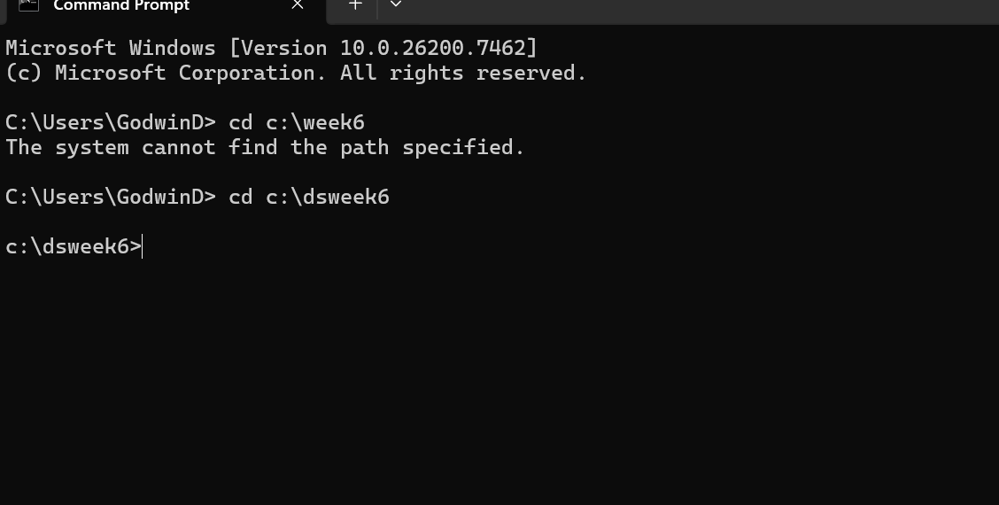 Command Prompt
Microsoft Windows [Version 10.0.26200.7462]
(c) Microsoft Corporation. All rights reserved.
C:\Users\GodwinD> cd c:\week6
The system cannot find the path specified.
C:\Users\GodwinD> cd c:\dsweek6
c:\dsweek6>